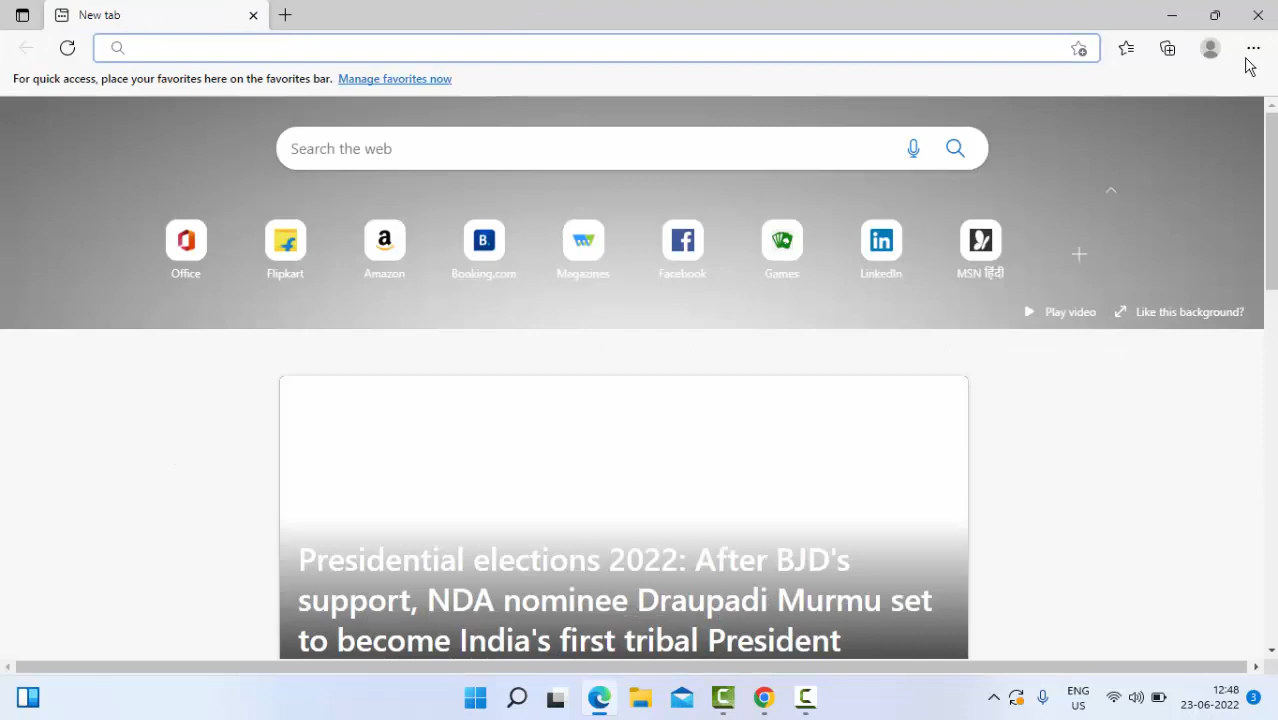 New tab
For quick access, place your favorites here on the favorites bar. Manage favorites now
Search the web
Office Flipkart Amazon Booking.com Magazines Facebook Games LinkedIn MSN हिंदी
Play video Like this background?
Presidential elections 2022: After BJD's
support, NDA nominee Draupadi Murmu set
to become India's first tribal President
ENG
US
12:48
23-06-2022
3